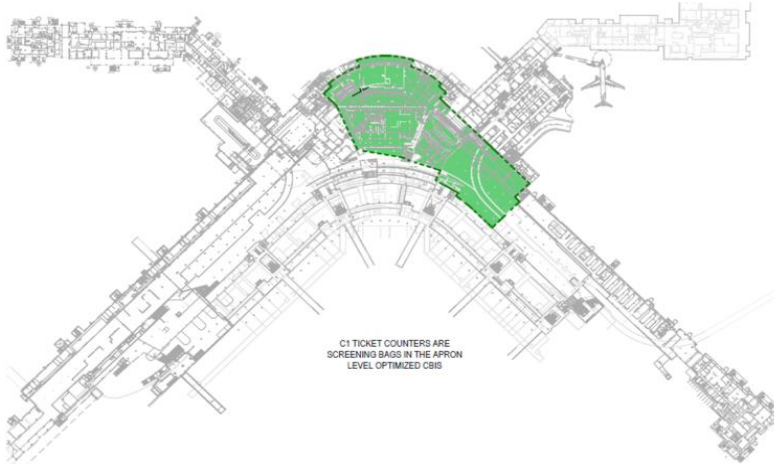 C1 TICKET COUNTERS ARE
SCREENING BAGS IN THE APRON
LEVEL OPTIMIZED CBIS